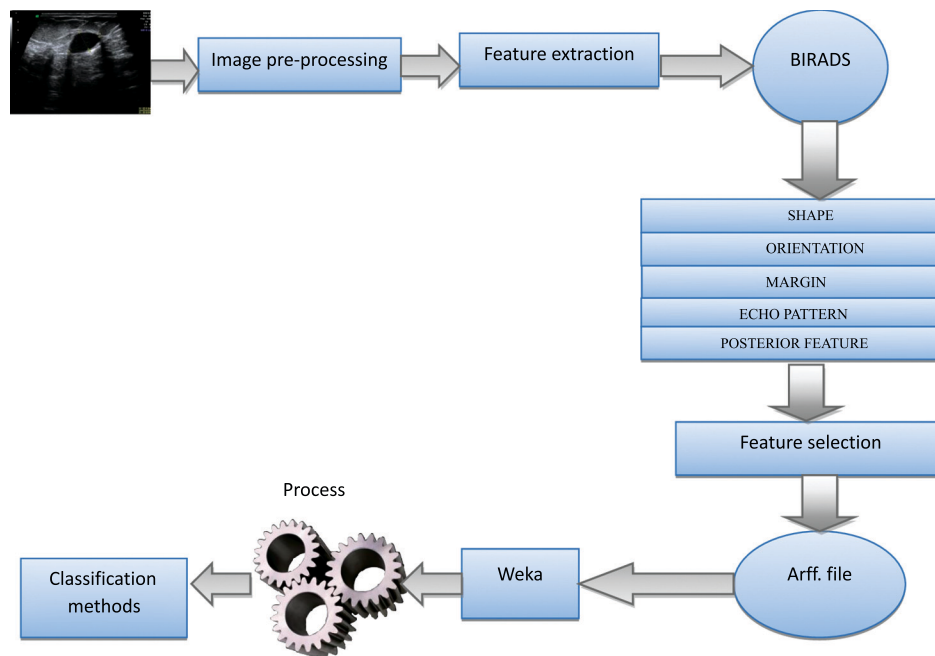 Image pre-processing
Feature extraction
BIRADS
SHAPE
ORIENTATION
MARGIN
ECHO PATTERN
POSTERIOR FEATURE
Feature selection
Arff. file
Weka
Process
Classification
methods